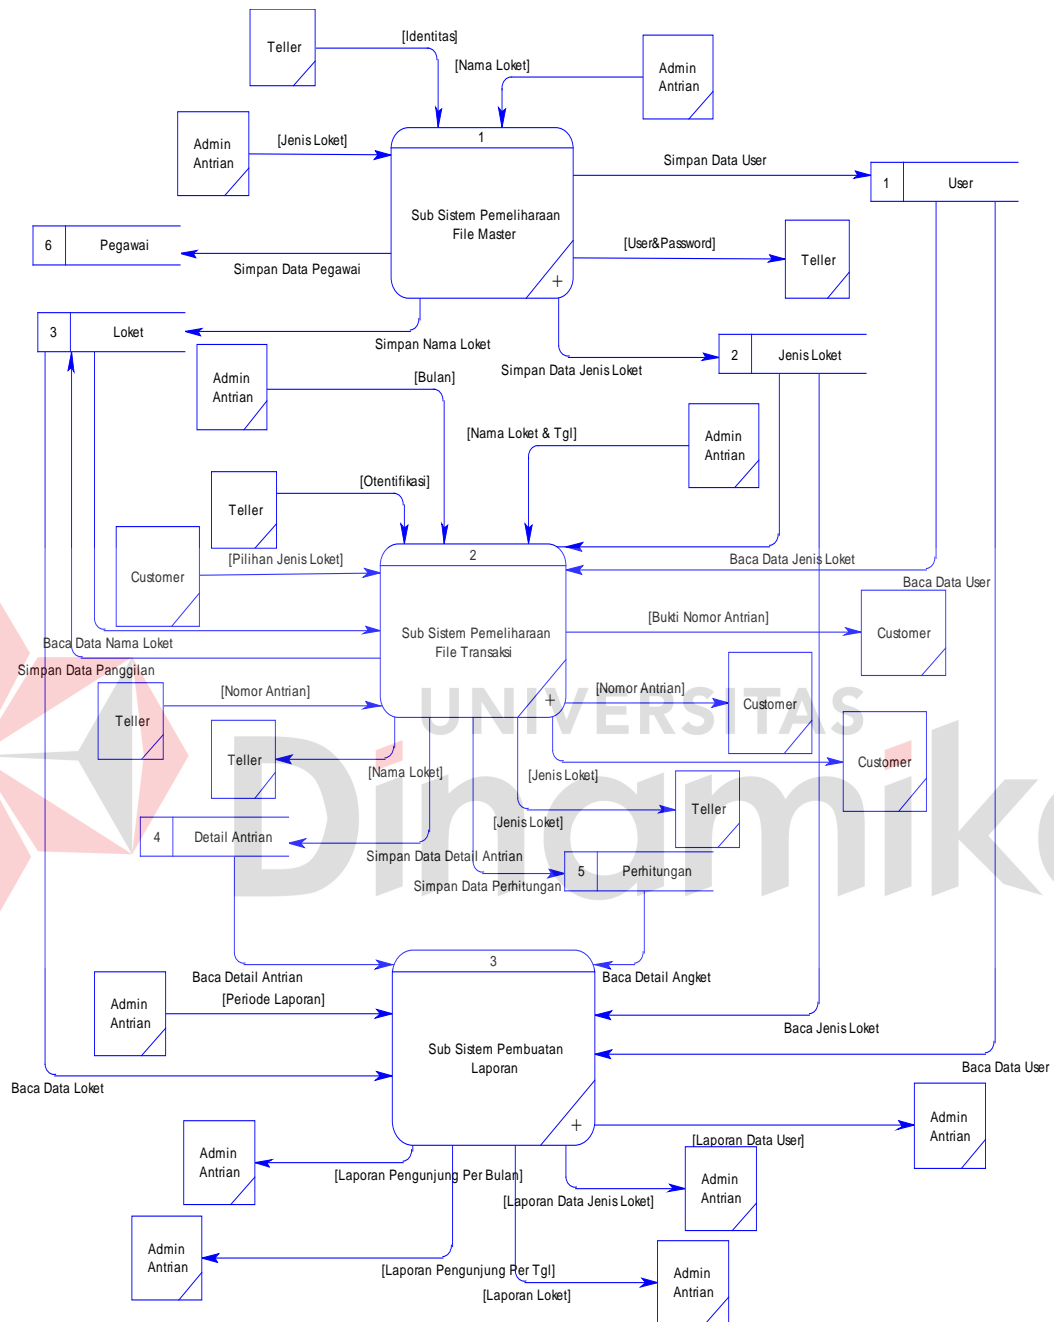 Teller
[Identitas]
[Nama Loket]
Admin
Antrian
Admin
Antrian
[Jenis Loket]
1
Sub Sistem Pemeliharaan
File Master
+
Simpan Data User
1
User
6
Pegawai
Simpan Data Pegawai
[User&Password]
Teller
3
Loket
Simpan Nama Loket
Simpan Data Jenis Loket
2
Jenis Loket
Admin
Antrian
[Bulan]
[Nama Loket & Tgl]
Admin
Antrian
Teller
[Otentifikasi]
Customer
[Pilihan Jenis Loket]
2
Sub Sistem Pemeliharaan
File Transaksi
+
Baca Data Jenis Loket
Baca Data User
Baca Data Nama Loket
Simpan Data Panggilan
[Bukti Nomor Antrian]
Customer
Teller
[Nomor Antrian]
[Nomor Antrian]
Customer
UNIVERSITAS
Dinamika
Teller
[Nama Loket]
[Jenis Loket]
Customer
[Jenis Loket]
Teller
4
Detail Antrian
Simpan Data Detail Antrian
Simpan Data Perhitungan
5
Perhitungan
Baca Detail Antrian
3
Sub Sistem Pembuatan
Laporan
+
Baca Detail Angket
Admin
Antrian
[Periode Laporan]
Baca Jenis Loket
Baca Data User
Baca Data Loket
Admin
Antrian
[Laporan Data User]
Admin
Antrian
[Laporan Pengunjung Per Bulan]
[Laporan Data Jenis Loket]
Admin
Antrian
Admin
Antrian
[Laporan Pengunjung Per Tgl]
[Laporan Loket]
Admin
Antrian